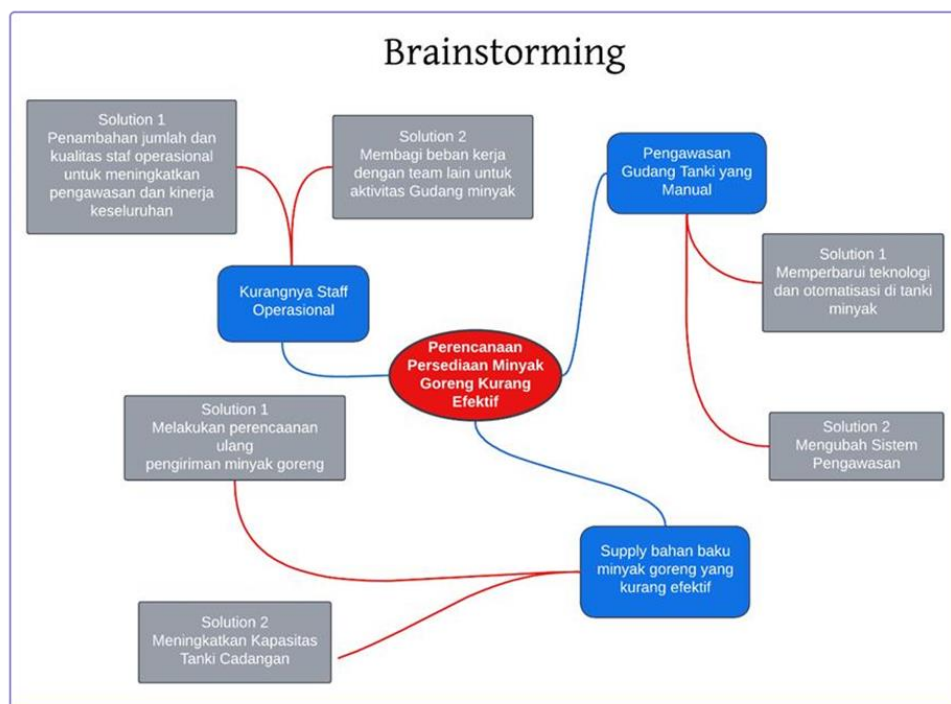 Brainstorming
Solution 1
Penambahan jumlah dan
kualitas staf operasional
untuk meningkatkan
pengawasan dan kinerja
keseluruhan
Solution 2
Membagi beban kerja
dengan team lain untuk
aktivitas Gudang minyak
Pengawasan
Gudang Tanki yang
Manual
Solution 1
Memperbarui teknologi
dan otomatisasi di tanki
minyak
Kurangnya Staff
Operasional
Perencanaan
Persediaan Minyak
Goreng Kurang
Efektif
Solution 1
Melakukan perencaanan
ulang
pengiriman minyak goreng
Solution 2
Mengubah Sistem
Pengawasan
Supply bahan baku
minyak goreng yang
kurang efektif
Solution 2
Meningkatkan Kapasitas
Tanki Cadangan